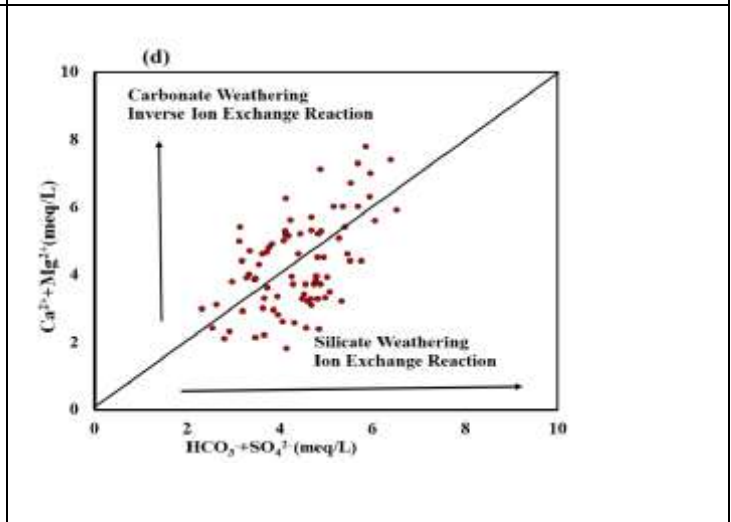 (d)
10
Carbonate Weathering
Inverse Ion Exchange Reaction
8
6
Ca²⁺+Mg²⁺(meq/L)
4
2
Silicate Weathering
Ion Exchange Reaction
0
0 2 4 6 8 10
HCO₃⁻+SO₄²⁻(meq/L)